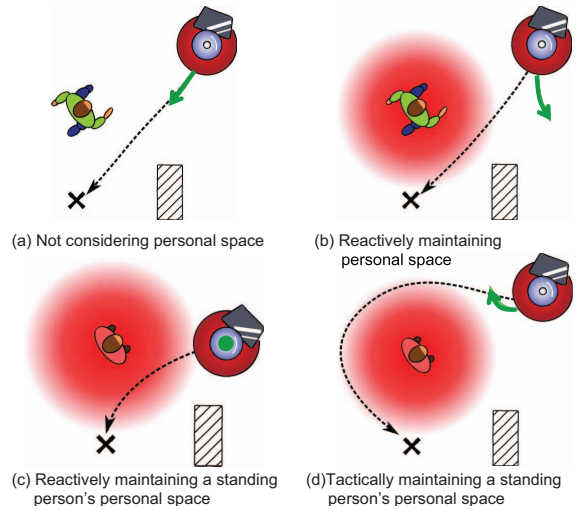 (a) Not considering personal space
(b) Reactively maintaining
personal space
(c) Reactively maintaining a standing
person's personal space
(d)Tactically maintaining a standing
person's personal space